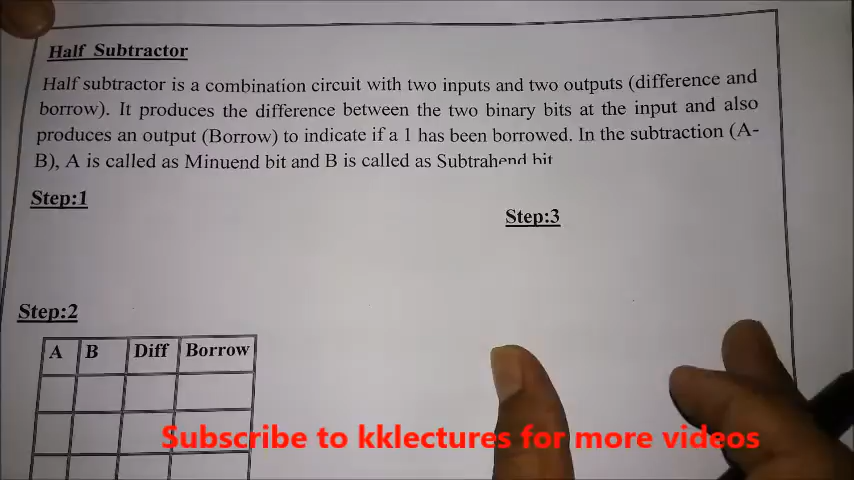 Half Subtractor
Half subtractor is a combination circuit with two inputs and two outputs (difference and
borrow). It produces the difference between the two binary bits at the input and also
produces an output (Borrow) to indicate if a 1 has been borrowed. In the subtraction (A-
B), A is called as Minuend bit and B is called as Subtrahend bit
Step:1
Step:3
Step:2
A B Diff Borrow
Subscribe to kklectures for more videos